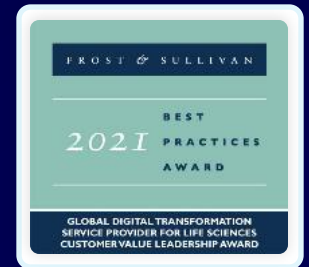 FROST & SULLIVAN
BEST
2021 PRACTICES
AWARD
GLOBAL DIGITAL TRANSFORMATION
SERVICE PROVIDER FOR LIFE SCIENCES
CUSTOMER VALUE LEADERSHIP AWARD